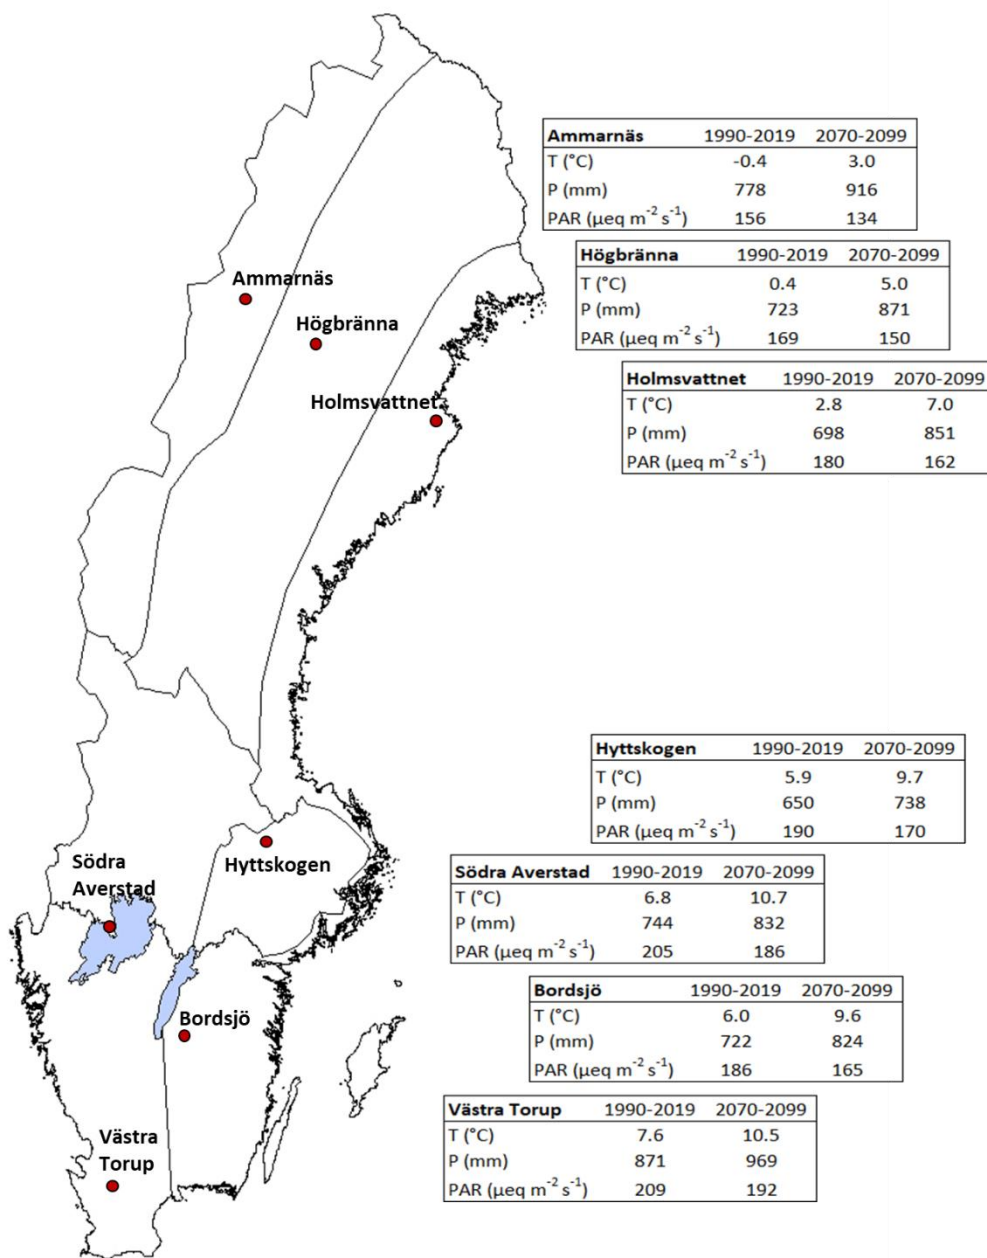 Ammarnäs 1990-2019 2070-2099
T (°C) -0.4 3.0
P (mm) 778 916
PAR (µeq m⁻² s⁻¹) 156 134
Högbränna 1990-2019 2070-2099
T (°C) 0.4 5.0
P (mm) 723 871
PAR (µeq m⁻² s⁻¹) 169 150
Holmsvattnet 1990-2019 2070-2099
T (°C) 2.8 7.0
P (mm) 698 851
PAR (µeq m⁻² s⁻¹) 180 162
Ammarnäs
Högbränna
Holmsvattnet
Hyttskogen 1990-2019 2070-2099
T (°C) 5.9 9.7
P (mm) 650 738
PAR (µeq m⁻² s⁻¹) 190 170
Södra
Averstad
Hyttskogen
Södra Averstad 1990-2019 2070-2099
T (°C) 6.8 10.7
P (mm) 744 832
PAR (µeq m⁻² s⁻¹) 205 186
Bordsjö
Bordsjö 1990-2019 2070-2099
T (°C) 6.0 9.6
P (mm) 722 824
PAR (µeq m⁻² s⁻¹) 186 165
Västra
Torup
Västra Torup 1990-2019 2070-2099
T (°C) 7.6 10.5
P (mm) 871 969
PAR (µeq m⁻² s⁻¹) 209 192